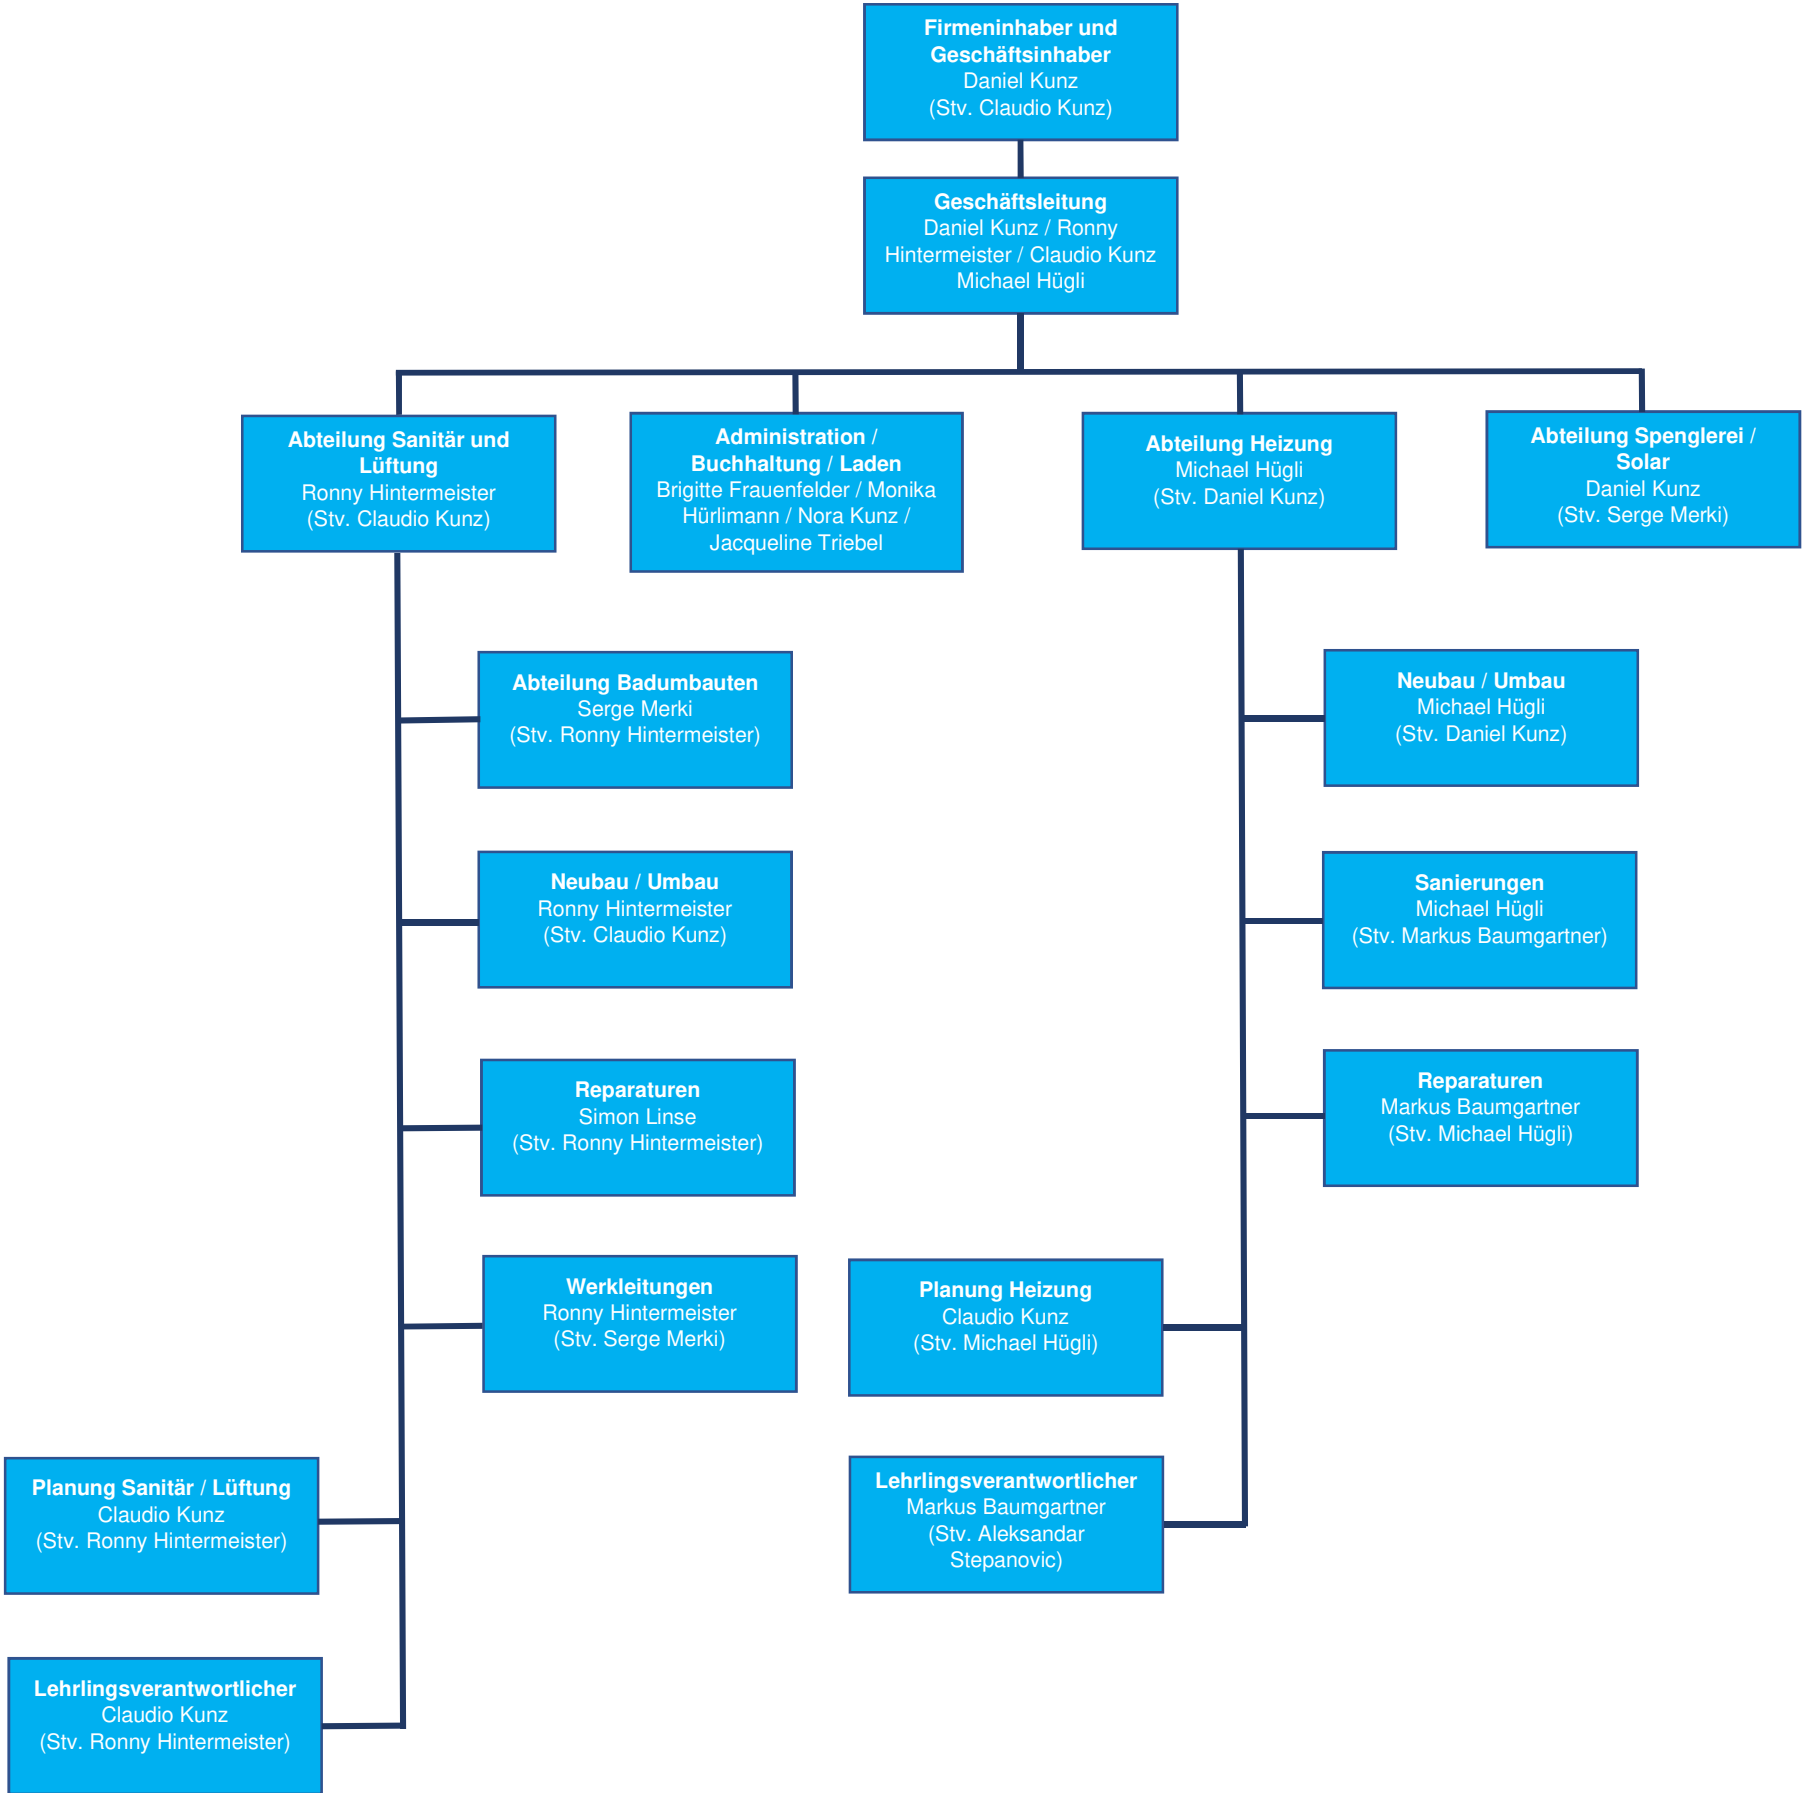 Firmeninhaber und
Geschäftsinhaber
Daniel Kunz
(Stv. Claudio Kunz)
Geschäftsleitung
Daniel Kunz / Ronny
Hintermeister / Claudio Kunz
Michael Hügli
Abteilung Sanitär und
Lüftung
Ronny Hintermeister
(Stv. Claudio Kunz)
Administration /
Buchhaltung / Laden
Brigitte Frauenfelder / Monika
Hürlimann / Nora Kunz /
Jacqueline Triebel
Abteilung Heizung
Michael Hügli
(Stv. Daniel Kunz)
Abteilung Spenglerei /
Solar
Daniel Kunz
(Stv. Serge Merki)
Abteilung Badumbauten
Serge Merki
(Stv. Ronny Hintermeister)
Neubau / Umbau
Michael Hügli
(Stv. Daniel Kunz)
Neubau / Umbau
Ronny Hintermeister
(Stv. Claudio Kunz)
Sanierungen
Michael Hügli
(Stv. Markus Baumgartner)
Reparaturen
Simon Linse
(Stv. Ronny Hintermeister)
Reparaturen
Markus Baumgartner
(Stv. Michael Hügli)
Werkleitungen
Ronny Hintermeister
(Stv. Serge Merki)
Planung Heizung
Claudio Kunz
(Stv. Michael Hügli)
Planung Sanitär / Lüftung
Claudio Kunz
(Stv. Ronny Hintermeister)
Lehrlingsverantwortlicher
Markus Baumgartner
(Stv. Aleksandar
Stepanovic)
Lehrlingsverantwortlicher
Claudio Kunz
(Stv. Ronny Hintermeister)